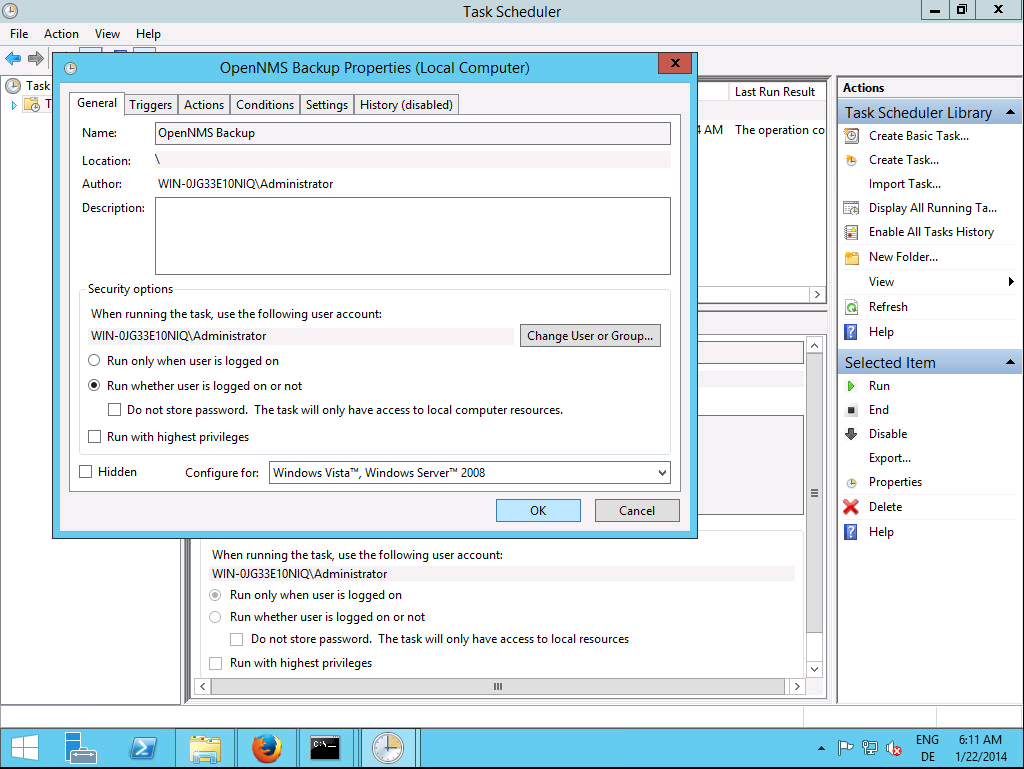 Task Scheduler
File Action View Help
OpenNMS Backup Properties (Local Computer)
x
Task
T
General Triggers Actions Conditions Settings History (disabled)
Name: OpenNMS Backup
Location: \
Author: WIN-0JG33E10NIQ\Administrator
Description:
Security options
When running the task, use the following user account:
WIN-0JG33E10NIQ\Administrator
Change User or Group...
Run only when user is logged on
Run whether user is logged on or not
Do not store password. The task will only have access to local computer resources.
Run with highest privileges
Hidden
Configure for: Windows Vista™, Windows Server™ 2008
OK Cancel
Last Run Result
4 AM The operation co
When running the task, use the following user account:
WIN-0JG33E10NIQ\Administrator
Run only when user is logged on
Run whether user is logged on or not
Do not store password. The task will only have access to local resources
Run with highest privileges
Actions
Task Scheduler Library
Create Basic Task...
Create Task...
Import Task...
Display All Running Ta...
Enable All Tasks History
New Folder...
View
Refresh
Help
Selected Item
Run
End
Disable
Export...
Properties
Delete
Help
ENG
DE
6:11 AM
1/22/2014